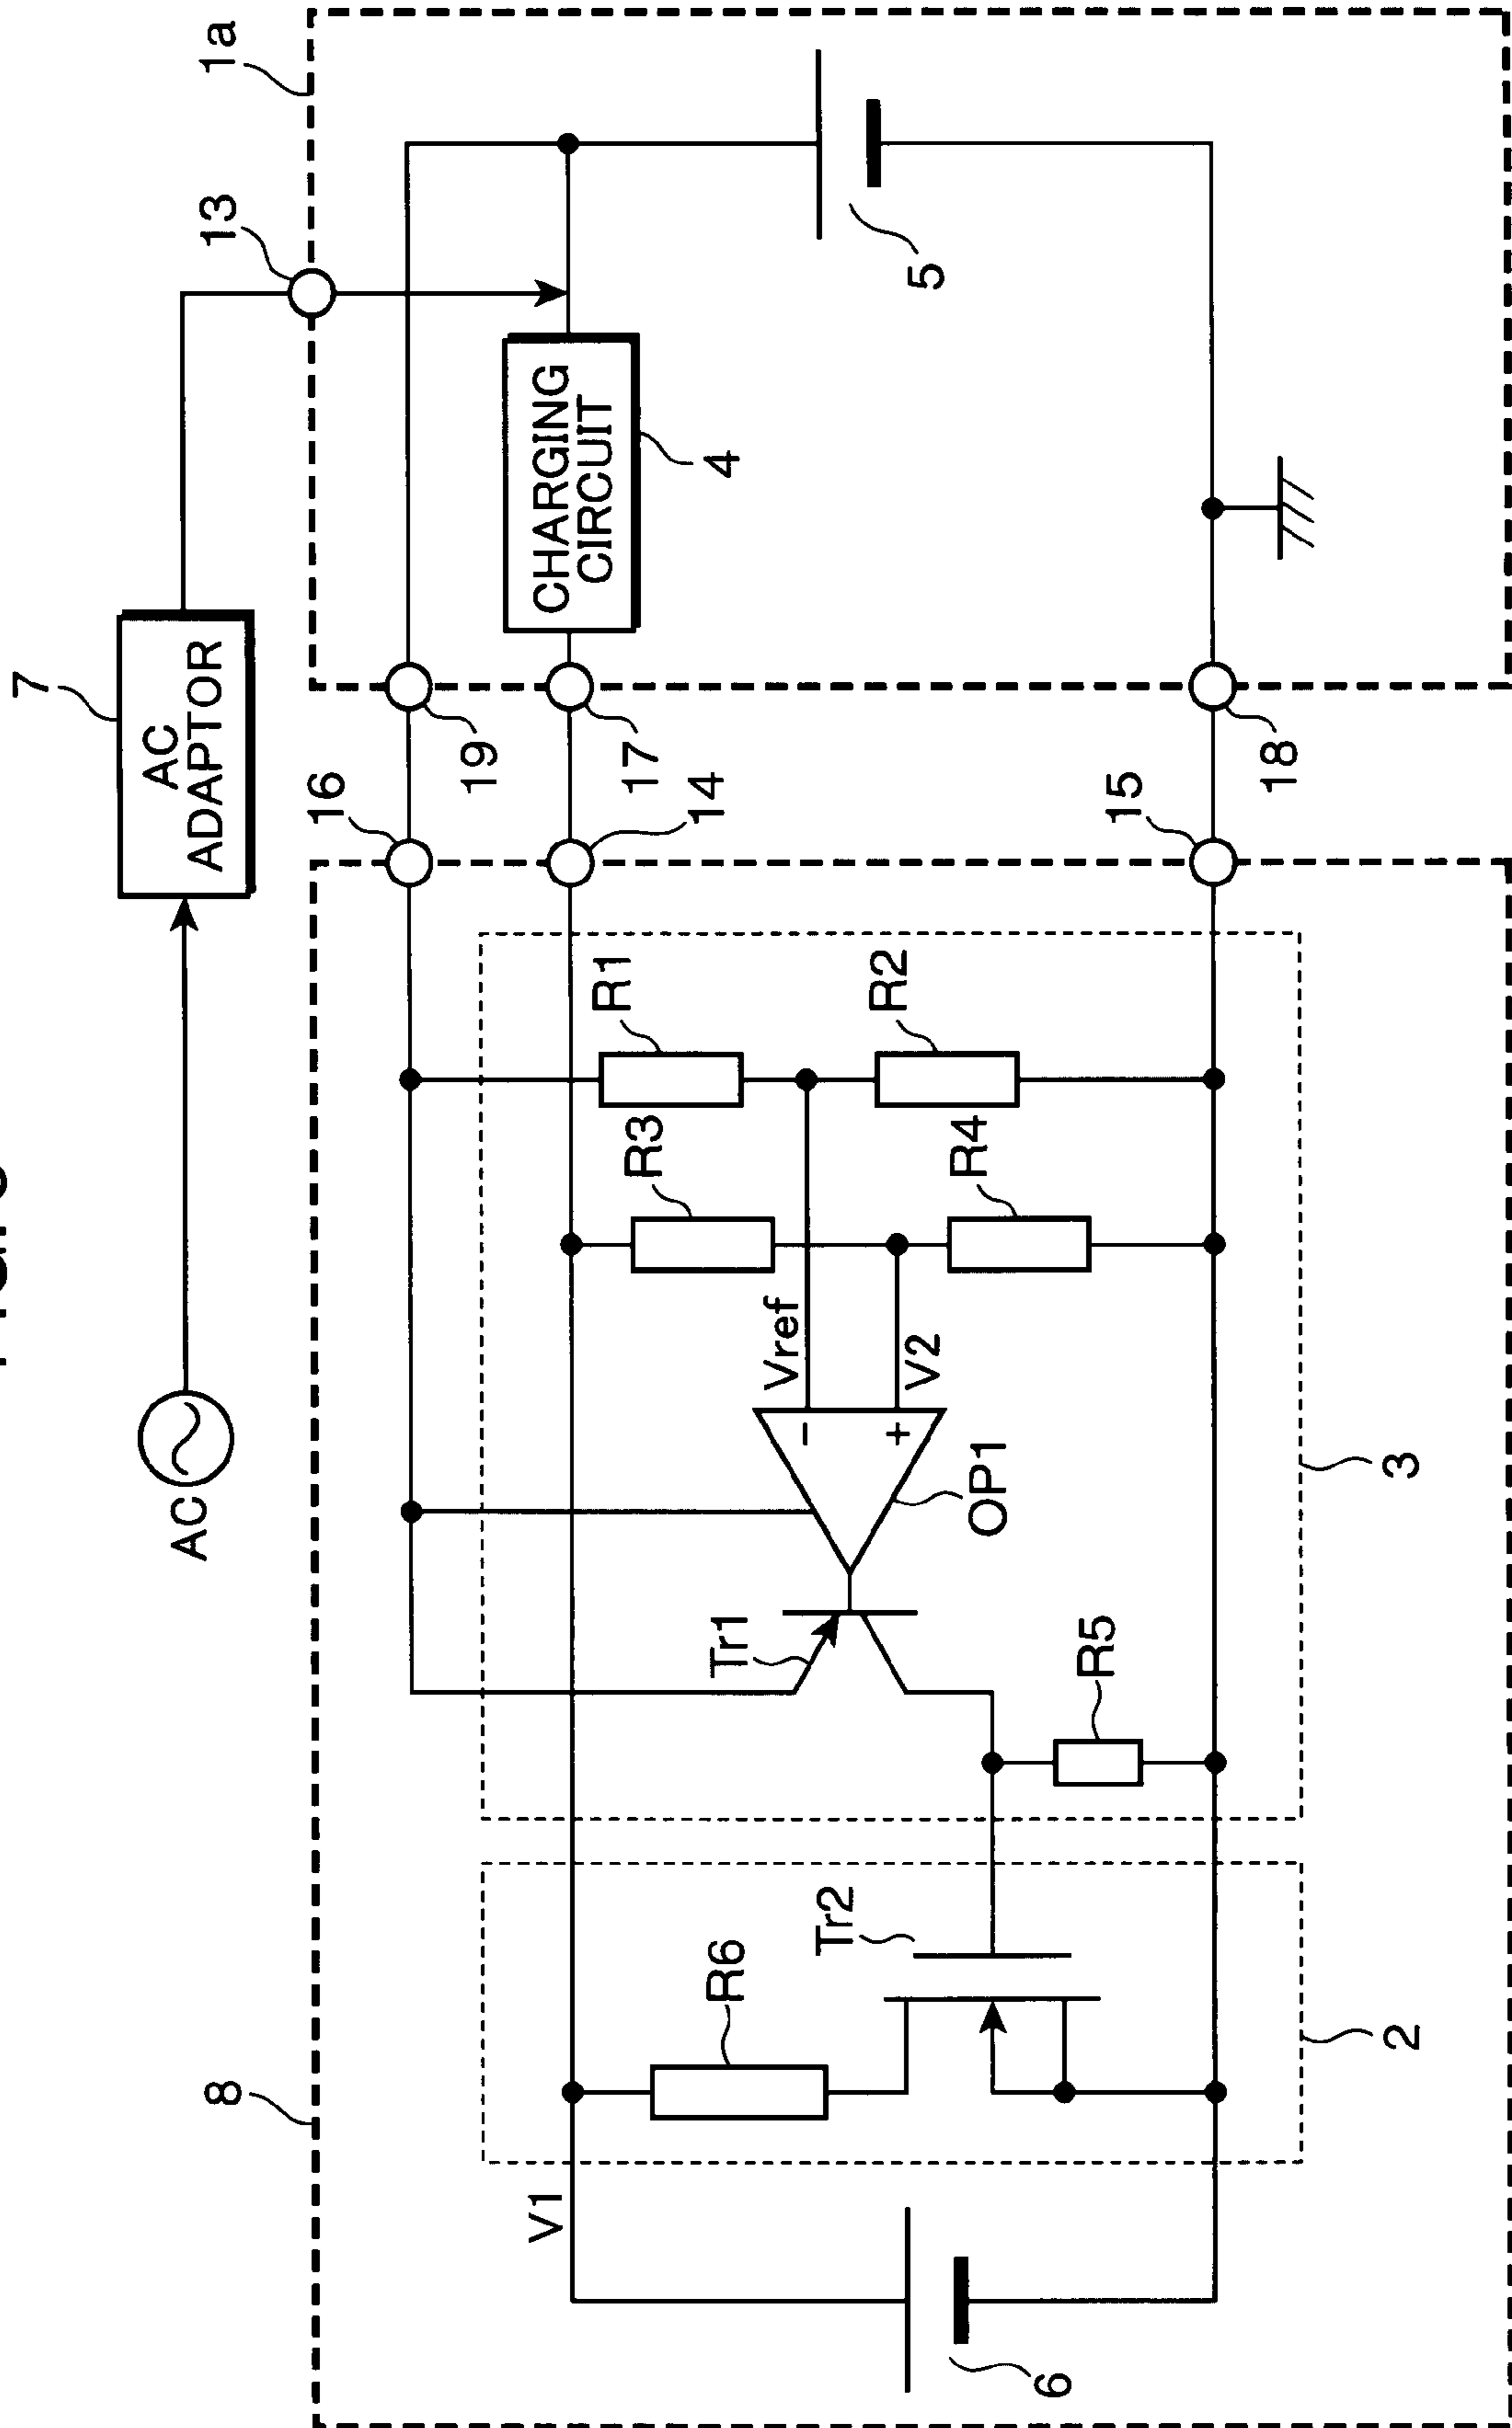 7
AC
ADAPTOR
AC
1a
13
8
16
19
17
14
15
18
CHARGING
CIRCUIT
4
5
R1
R2
R3
R4
Vref
V2
-
+
OP1
Tr1
R5
3
Tr2
R6
2
V1
6